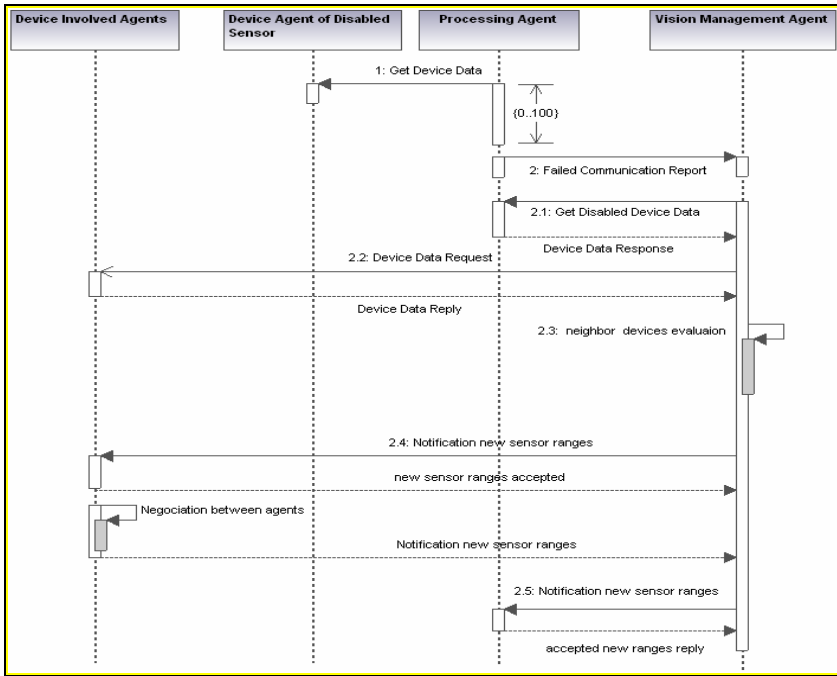 Device Involved Agents
Device Agent of Disabled
Sensor
Processing Agent
Vision Management Agent
1: Get Device Data
{0..100}
2: Failed Communication Report
2.1: Get Disabled Device Data
Device Data Response
2.2: Device Data Request
Device Data Reply
2.3: neighbor devices evaluaion
2.4: Notification new sensor ranges
new sensor ranges accepted
Negociation between agents
Notification new sensor ranges
2.5: Notification new sensor ranges
accepted new ranges reply